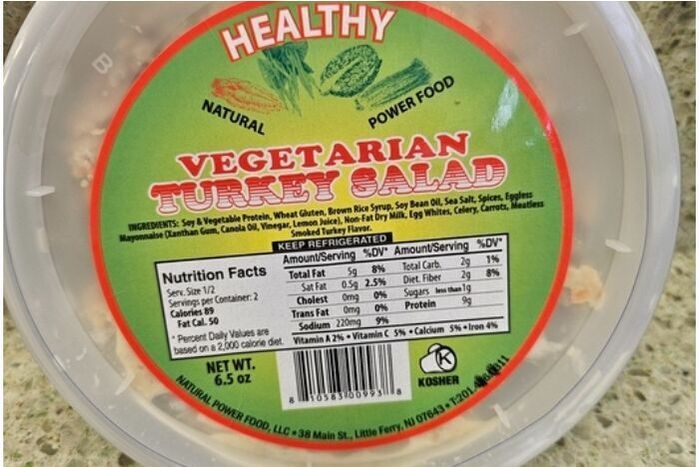 HEALTHY
NATURAL
POWER FOOD
VEGETARIAN
TURKEY SALAD
INGREDIENTS: Soy & Vegetable Protein, Wheat Gluten, Brown Rice Syrup, Soy Bean Oil, Sea Salt, Spices, Eggless
Mayonnaise (Xanthan Gum, Canola Oil, Vinegar, Lemon Juice), Non-Fat Dry Milk, Egg Whites, Celery, Carrots, Meatless
Smoked Turkey Flavor.
KEEP REFRIGERATED
Nutrition Facts
Serv. Size 1/2
Servings per Container: 2
Calories 89
Fat Cal. 50
* Percent Daily Values are
based on a 2,000 calorie diet.
Amount/Serving %DV*
Total Fat 5g 8%
Sat Fat 0.5g 2.5%
Cholest 0mg 0%
Trans Fat 0mg 0%
Sodium 220mg 9%
Amount/Serving %DV*
Total Carb. 2g 1%
Diet. Fiber 2g 8%
Sugars less than 1g
Protein 9g
Vitamin A 2% • Vitamin C 5% • Calcium 5% • Iron 4%
NET WT.
6.5 oz
8 10583 00993 8
K
KOSHER
NATURAL POWER FOOD, LLC • 38 Main St., Little Ferry, NJ 07643 • T:201
B